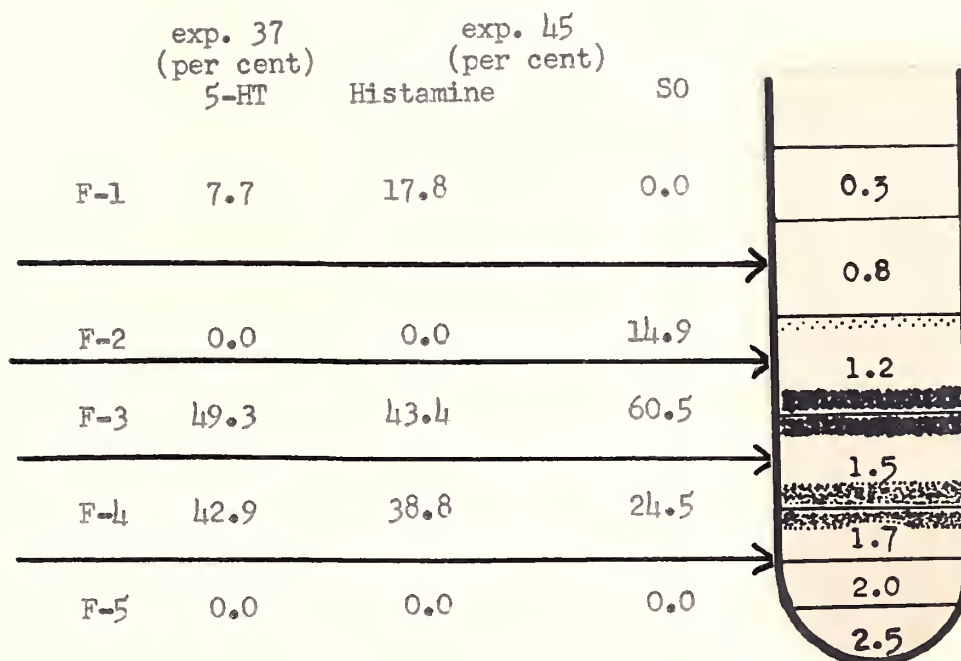 exp. 37 exp. 45
(per cent) (per cent)
5-HT Histamine SO
F-1 7.7 17.8 0.0 0.3
0.8
F-2 0.0 0.0 14.9
1.2
F-3 49.3 43.4 60.5
1.5
F-4 42.9 38.8 24.5
1.7
2.0
F-5 0.0 0.0 0.0
2.5